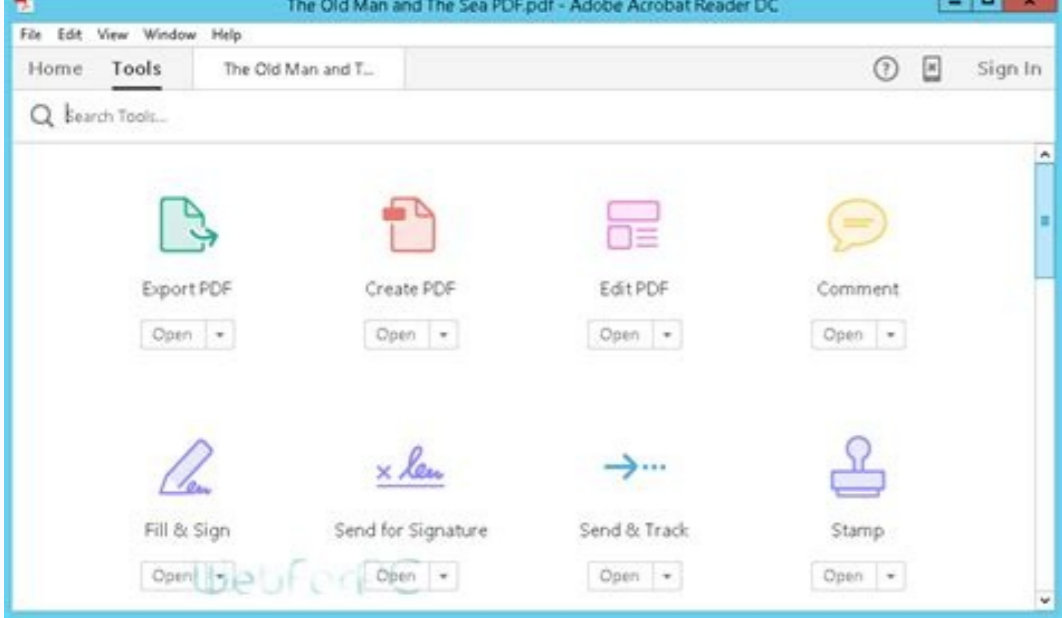 The Old Man and The Sea PDF.pdf - Adobe Acrobat Reader DC
File Edit View Window Help
Home Tools The Old Man and T... Sign In
Search Tools...
Export PDF Create PDF Edit PDF Comment
Open Open Open Open
Fill & Sign Send for Signature Send & Track Stamp
Open Open Open Open